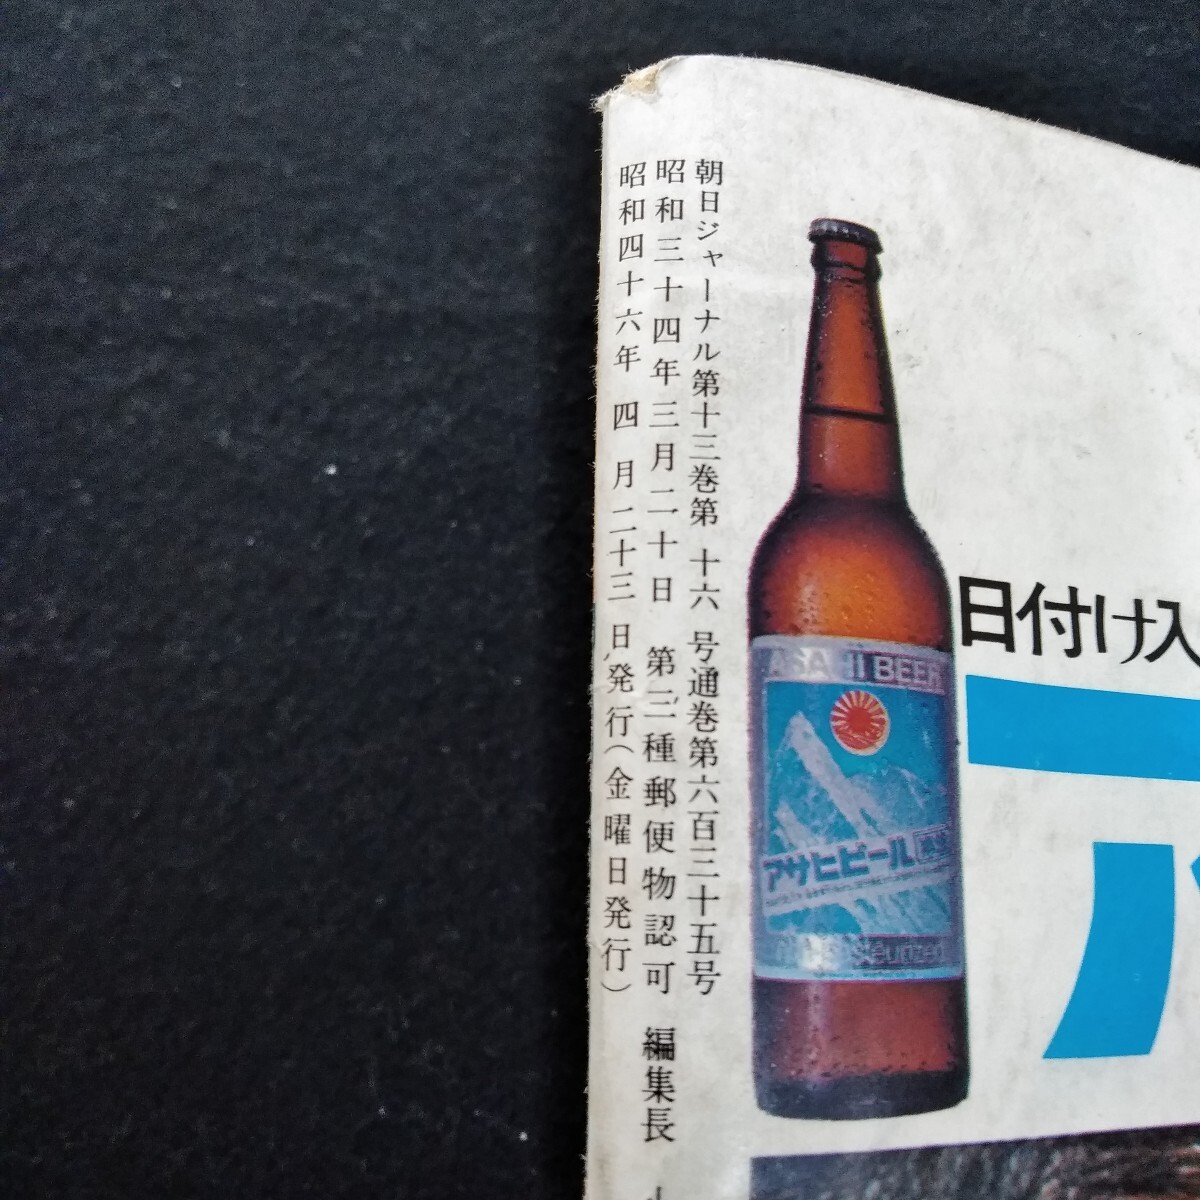 朝日ジャーナル第十三巻第十六号通巻第六百三十五号
昭和三十四年三月二十日 第三種郵便物認可 編集長
昭和四十六年四月二十三日発行(金曜日発行)
日付け入
ASAHI BEER
アサヒビール